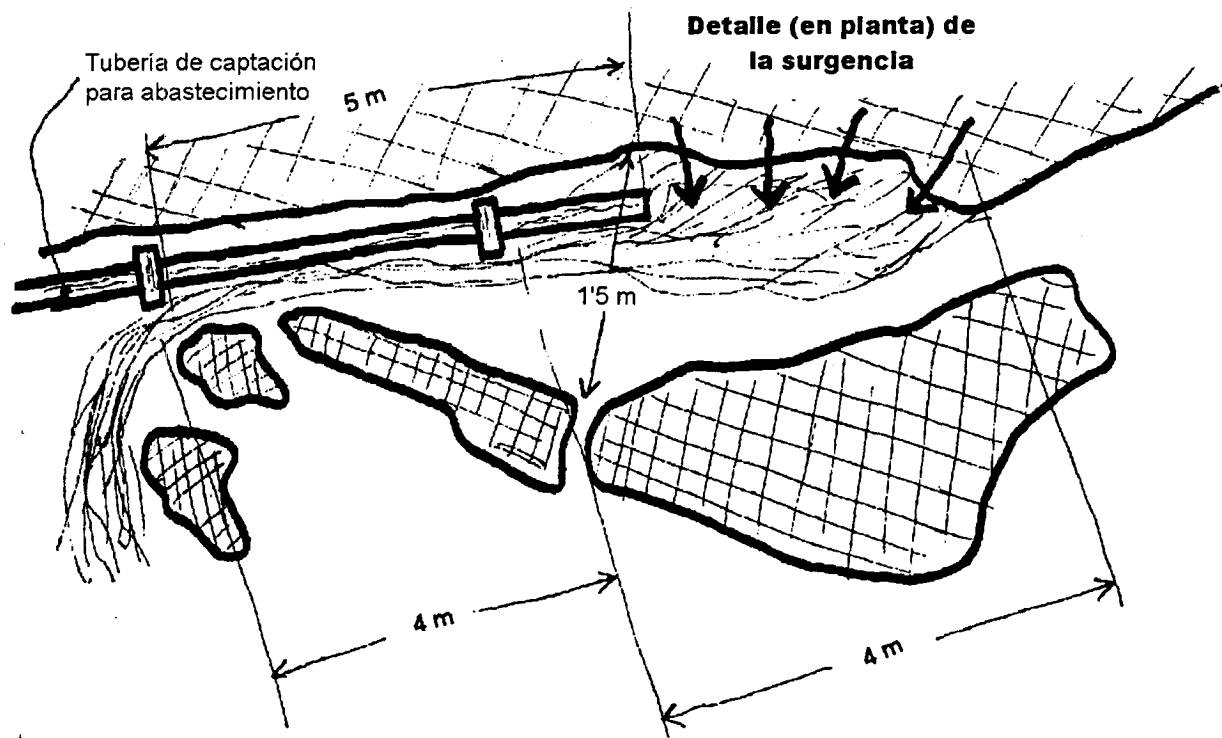 Detalle (en planta) de
la surgencia
Tubería de captación
para abastecimiento
5 m
1'5 m
4 m
4 m